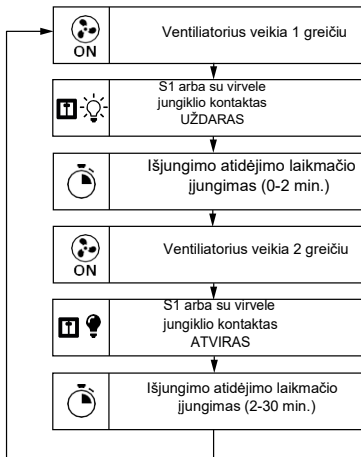 ON
Ventiliatorius veikia 1 greičiu
S1 arba su virvele
jungiklio kontaktas
UŽDARAS
Išjungimo atidėjimo laikmačio
įjungimas (0-2 min.)
ON
Ventiliatorius veikia 2 greičiu
S1 arba su virvele
jungiklio kontaktas
ATVIRAS
Išjungimo atidėjimo laikmačio
įjungimas (2-30 min.)